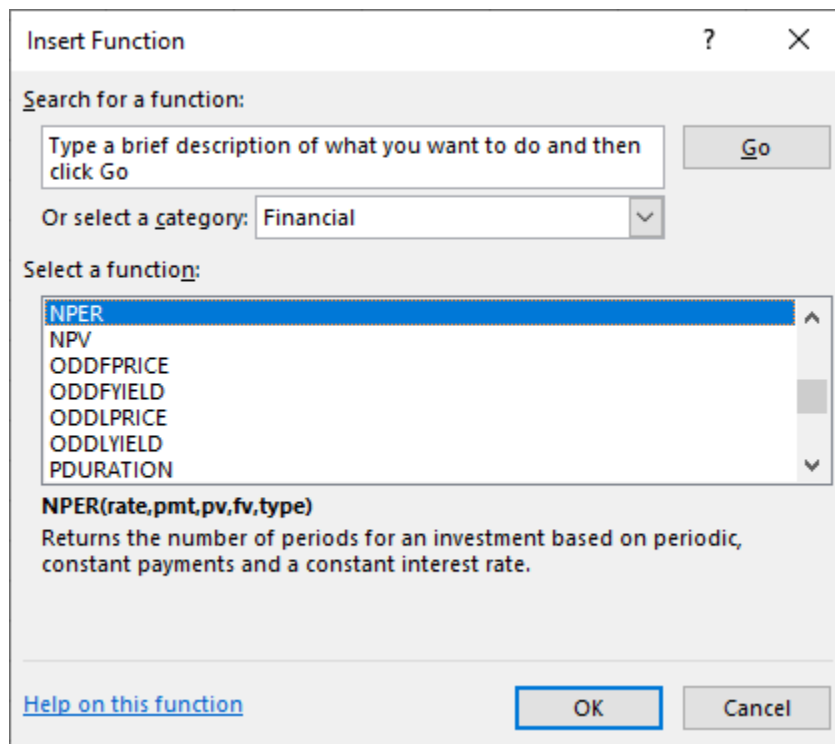 Insert Function
?
Search for a function:
Type a brief description of what you want to do and then
click Go
Go
Or select a category: Financial
Select a function:
NPER
NPV
ODDFPRICE
ODDFYIELD
ODDLPRICE
ODDLYIELD
PDURATION
NPER(rate,pmt,pv,fv,type)
Returns the number of periods for an investment based on periodic,
constant payments and a constant interest rate.
Help on this function
OK
Cancel